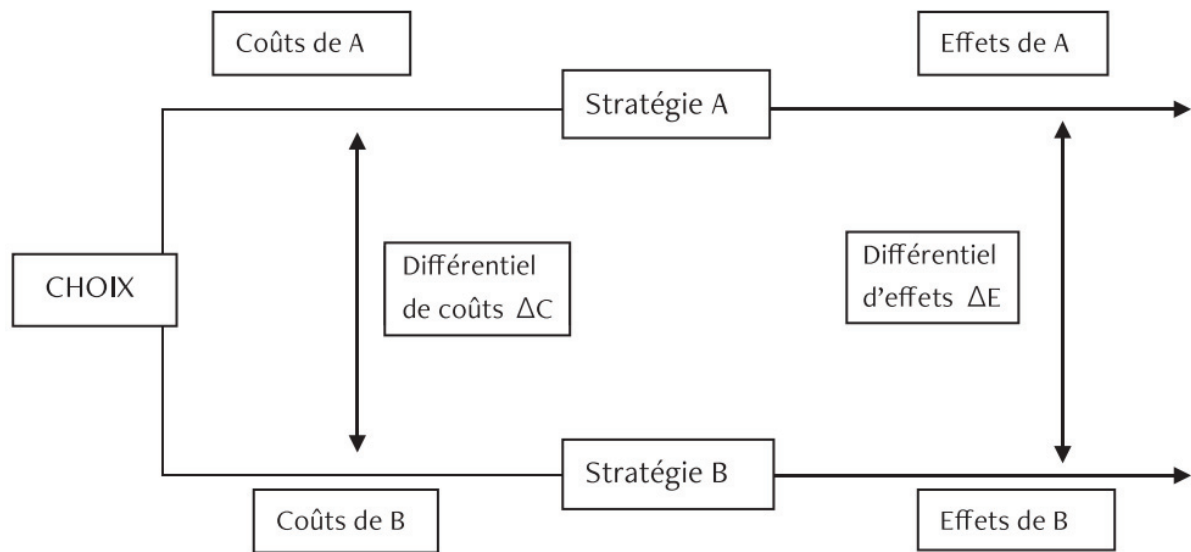 Coûts de A
Effets de A
Stratégie A
CHOIX
Différentiel
de coûts ΔC
Différentiel
d’effets ΔE
Stratégie B
Coûts de B
Effets de B